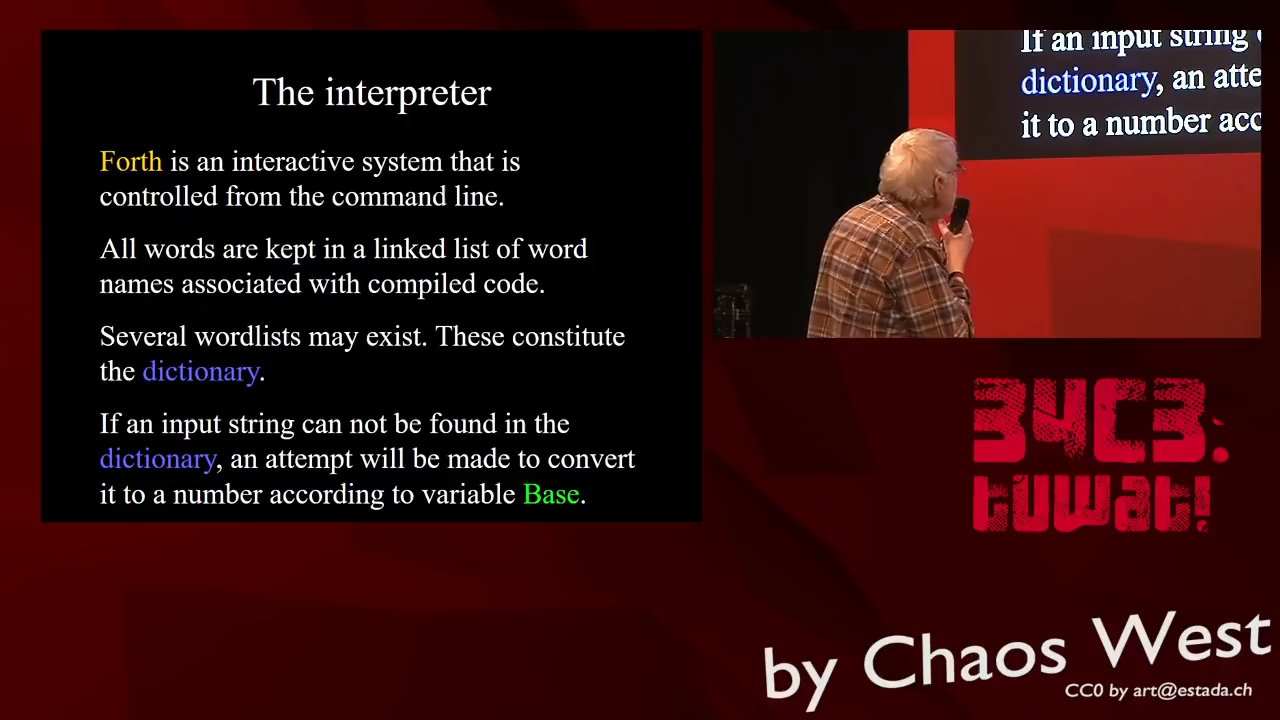 The interpreter
Forth is an interactive system that is
controlled from the command line.
All words are kept in a linked list of word
names associated with compiled code.
Several wordlists may exist. These constitute
the dictionary.
If an input string can not be found in the
dictionary, an attempt will be made to convert
it to a number according to variable Base.
If an input string
dictionary, an atte
it to a number acc
34C3:
tuwat!
by Chaos West
CC0 by art@estada.ch